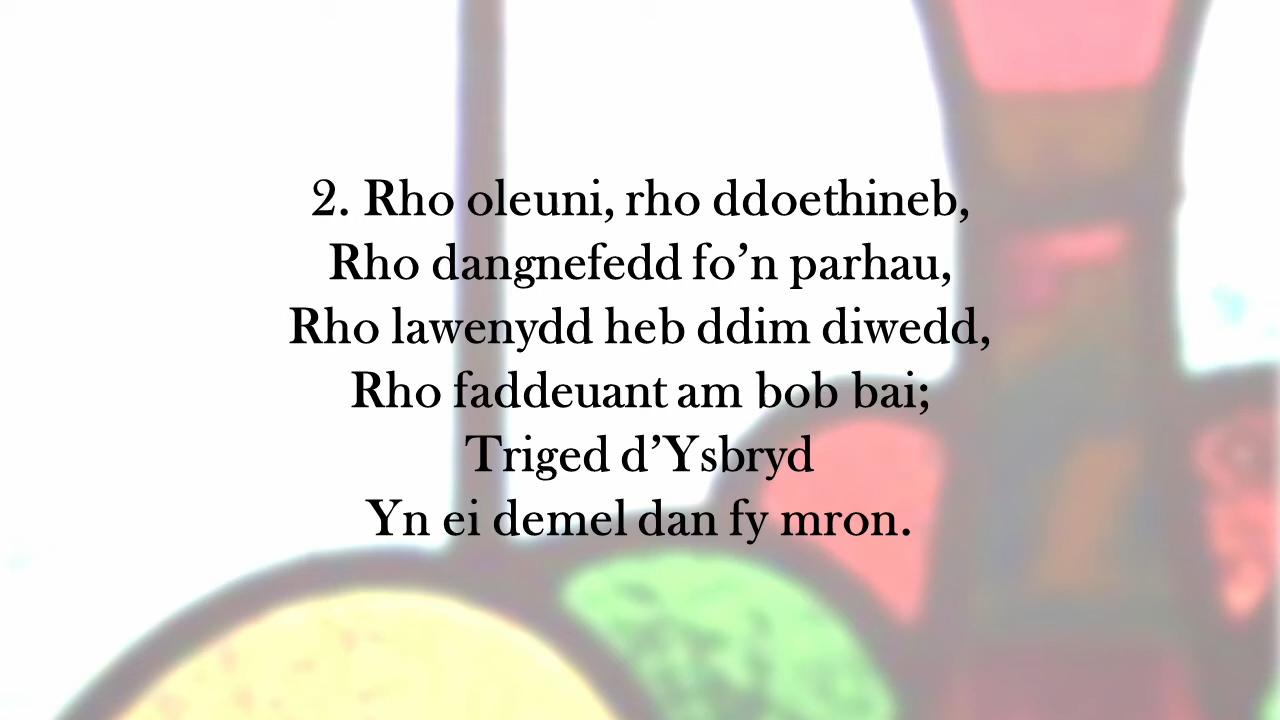 2. Rho oleuni, rho ddoethineb,
Rho dangnefedd fo’n parhau,
Rho lawenydd heb ddim diwedd,
Rho faddeuant am bob bai;
Triged d’Ysbryd
Yn ei demel dan fy mron.